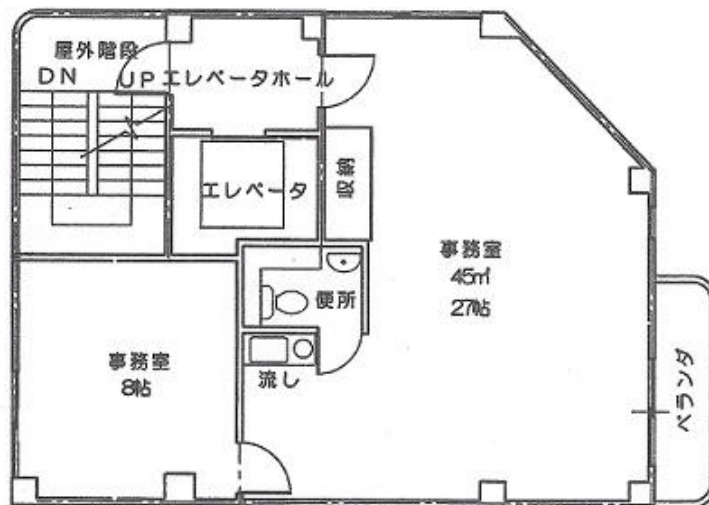 屋外階段
DN
UP
エレベータホール
エレベータ
収納
事務室
45㎡
27帖
便所
事務室
8帖
流し
ベランダ